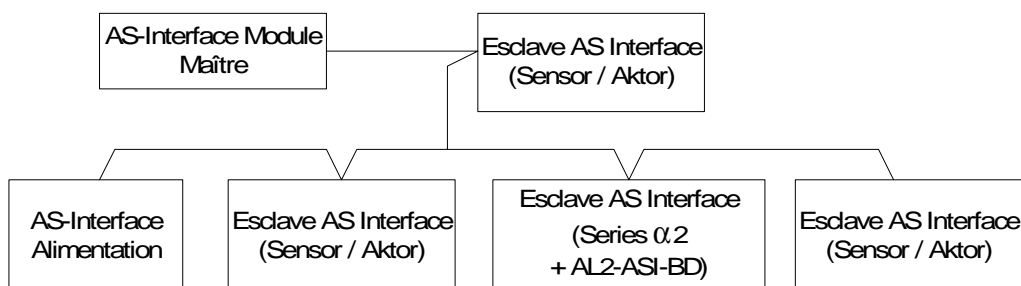 AS-Interface Module
Maître
Esclave AS Interface
(Sensor / Aktor)
AS-Interface
Alimentation
Esclave AS Interface
(Sensor / Aktor)
Esclave AS Interface
(Series α2
+ AL2-ASI-BD)
Esclave AS Interface
(Sensor / Aktor)